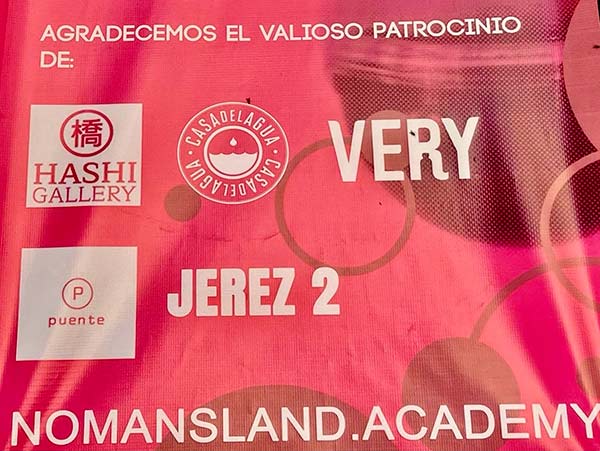 AGRADECEMOS EL VALIOSO PATROCINIO
DE:
橋
HASHI
GALLERY
CASADELAGUA · CASADELAGUA ·
VERY
P
puente
JEREZ 2
NOMANSLAND.ACADEMY